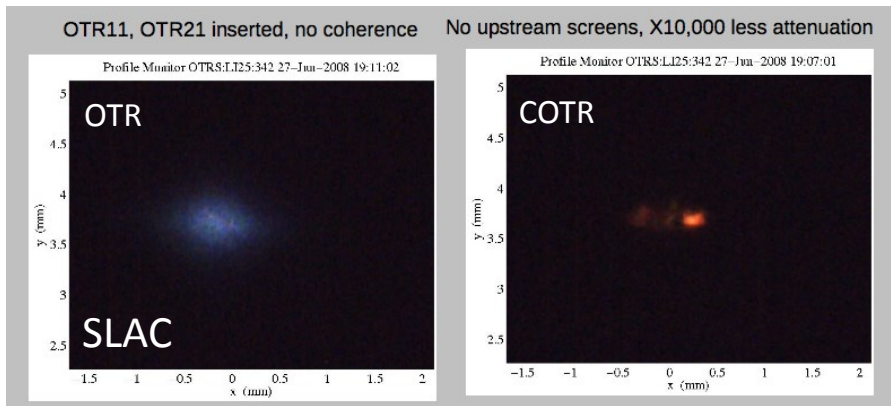 OTR11, OTR21 inserted, no coherence
No upstream screens, X10,000 less attenuation
Profile Monitor OTRS:LI25:342 27-Jun-2008 19:11:02
OTR
5
4.5
4
3.5
3
2.5
y (mm)
SLAC
-1.5
-1
-0.5
0
0.5
1
1.5
2
x (mm)
Profile Monitor OTRS:LI25:342 27-Jun-2008 19:07:01
COTR
5
4.5
4
3.5
3
2.5
y (mm)
-1.5
-1
-0.5
0
0.5
1
1.5
2
x (mm)